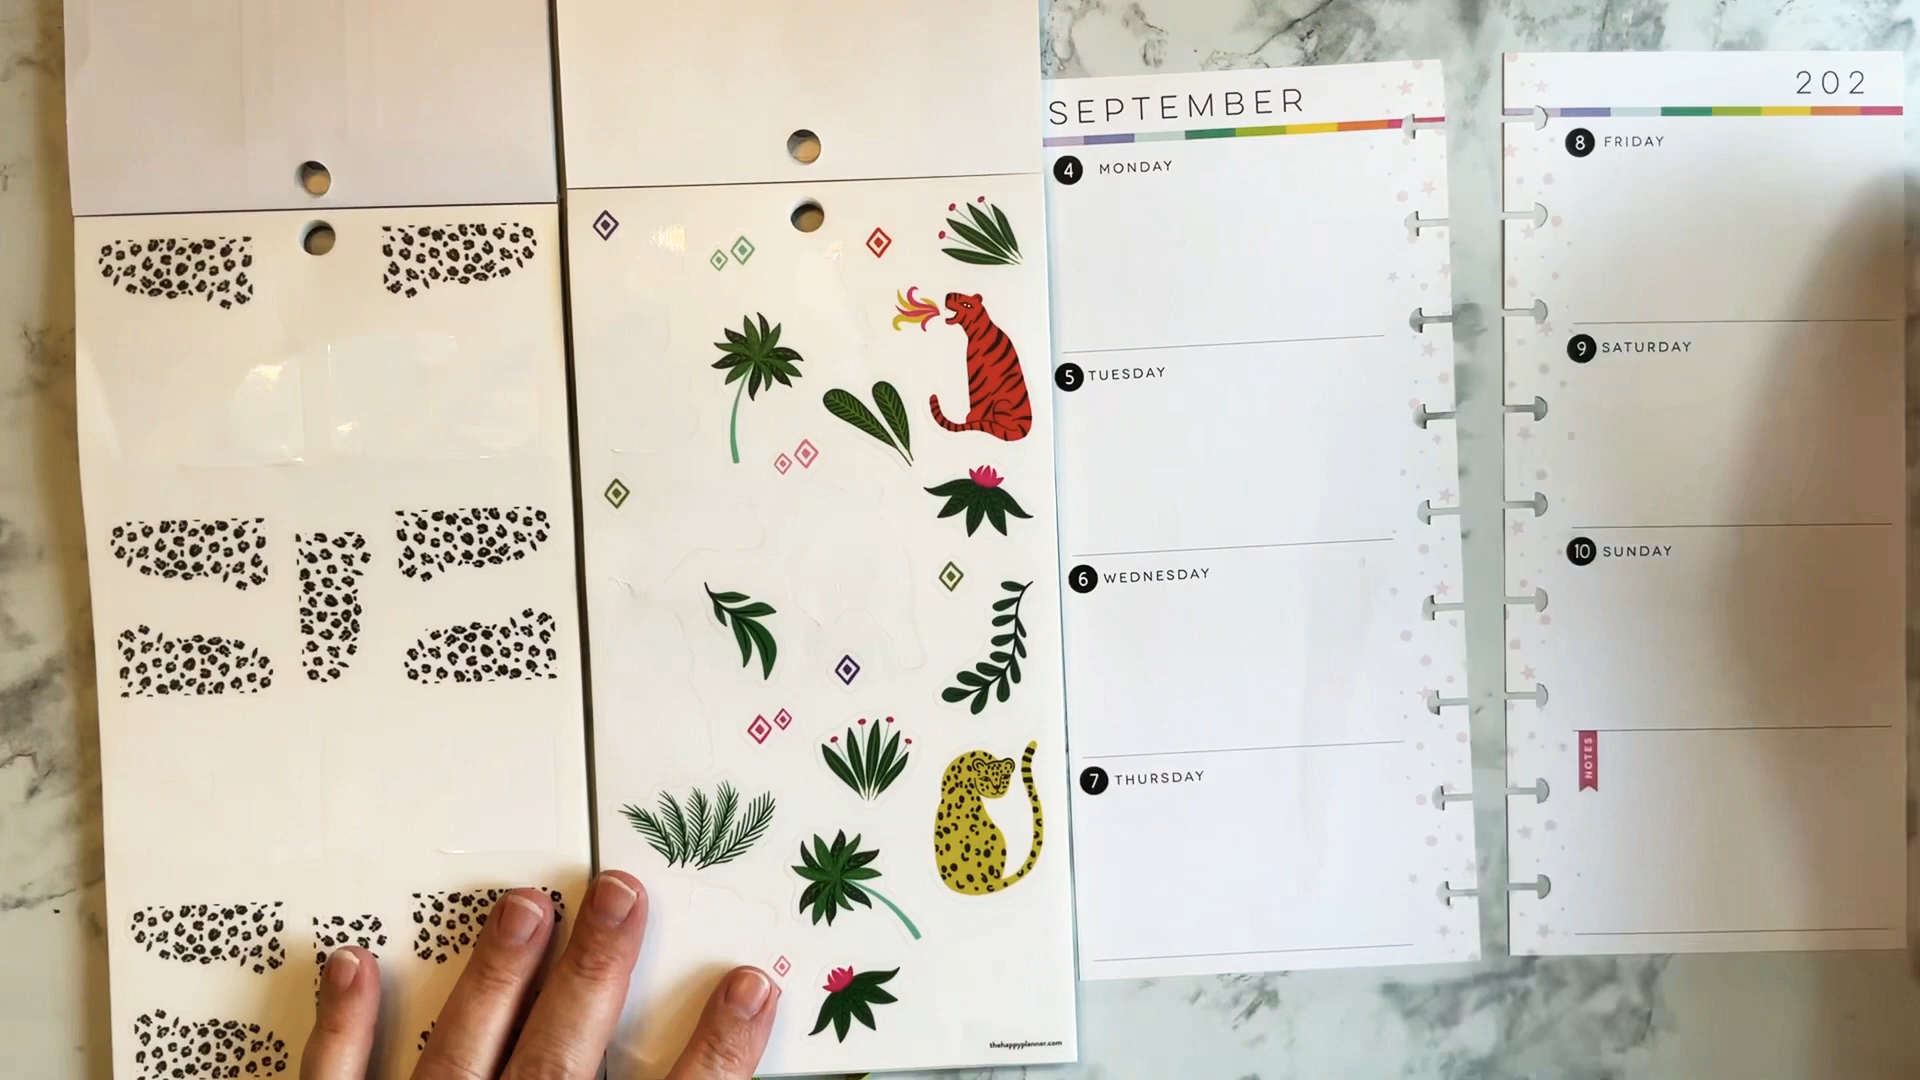 SEPTEMBER
4 MONDAY
5 TUESDAY
6 WEDNESDAY
7 THURSDAY
202
8 FRIDAY
9 SATURDAY
10 SUNDAY
NOTES
thehappyplanner.com